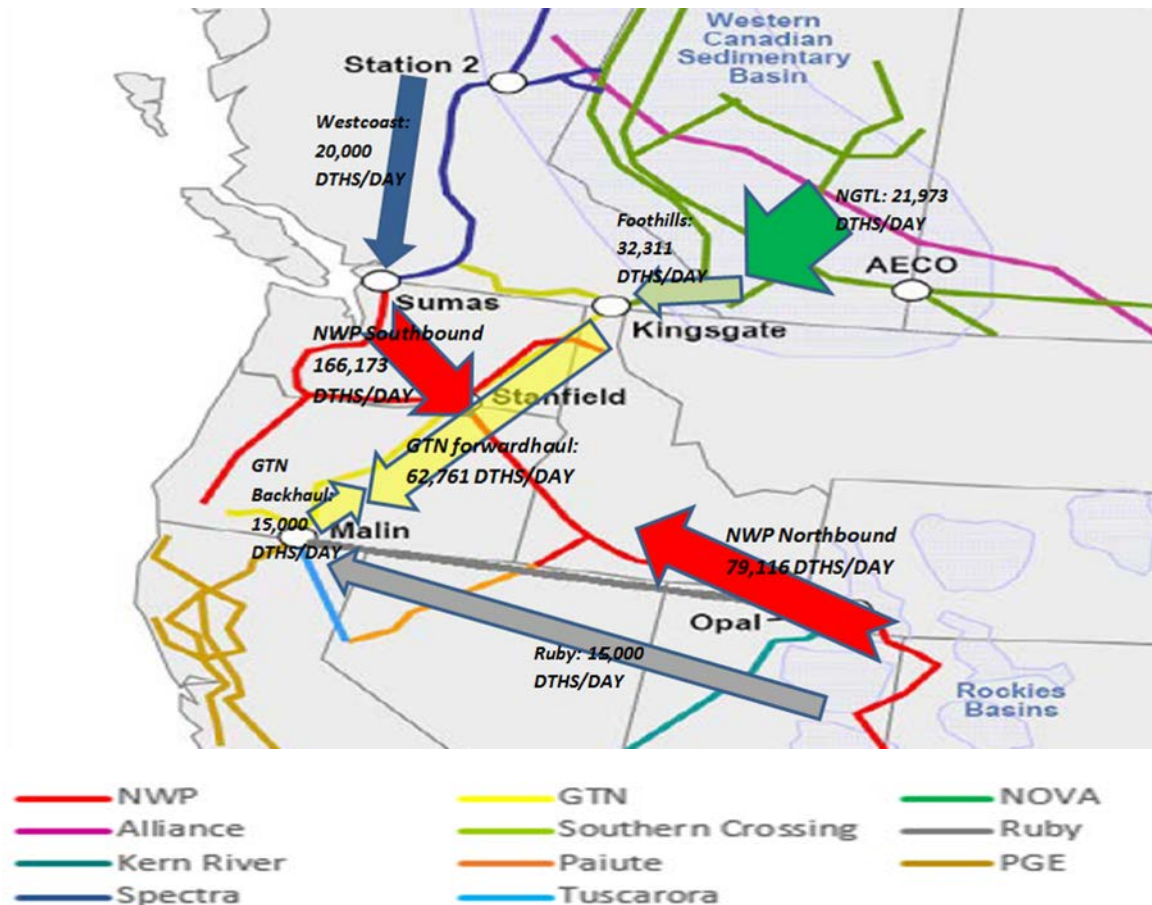 Western
Canadian
Sedimentary
Basin
Station 2
Westcoast:
20,000
DTHS/DAY
NGTL: 21,973
DTHS/DAY
Foothills:
32,311
DTHS/DAY
AECO
Sumas
Kingsgate
NWP Southbound
166,173
DTHS/DAY
Stanfield
GTN forwardhaul:
62,761 DTHS/DAY
GTN
Backhaul:
15,000
DTHS/DAY
Malin
NWP Northbound
79,116 DTHS/DAY
Opal
Ruby: 15,000
DTHS/DAY
Rockies
Basins
NWP
GTN
NOVA
Alliance
Southern Crossing
Ruby
Kern River
Paiute
PGE
Spectra
Tuscarora